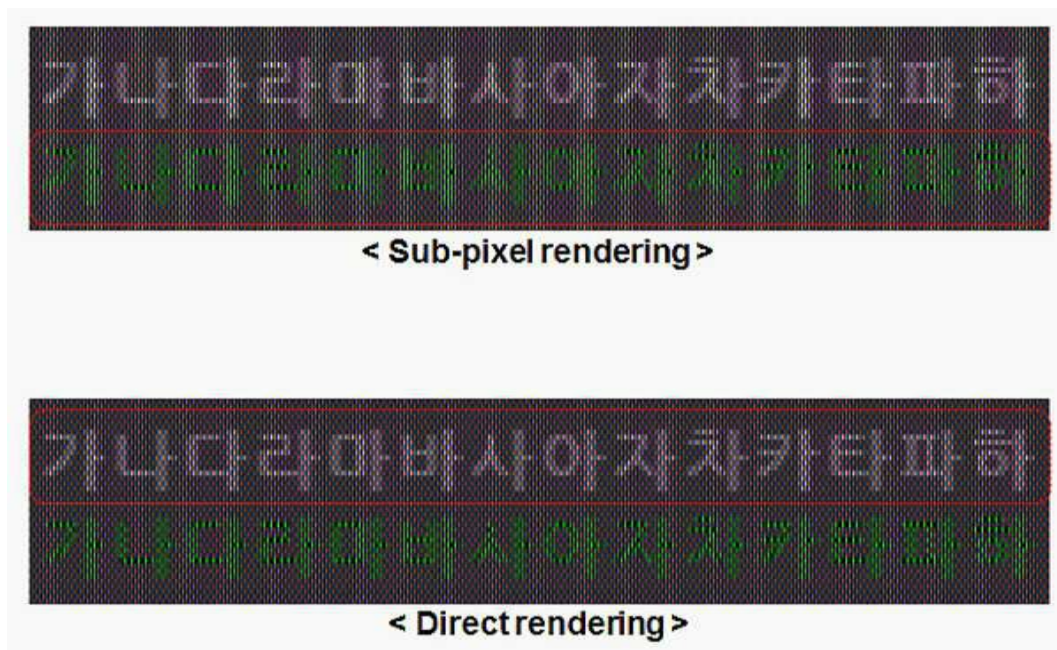 가나다라마바사아자차카타파하
가나다라마바사아자차카타파하
< Sub-pixel rendering >
가나다라마바사아자차카타파하
가나다라마바사아자차카타파하
< Direct rendering >